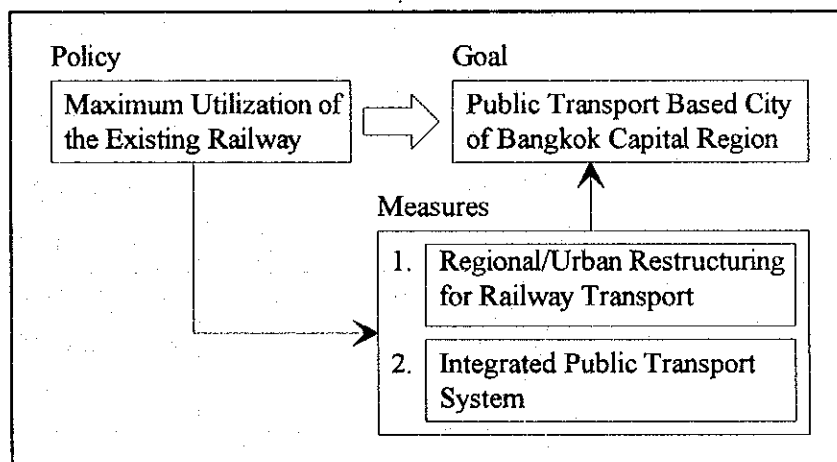 Policy
Maximum Utilization of
the Existing Railway
Goal
Public Transport Based City
of Bangkok Capital Region
Measures
1. Regional/Urban Restructuring
for Railway Transport
2. Integrated Public Transport
System